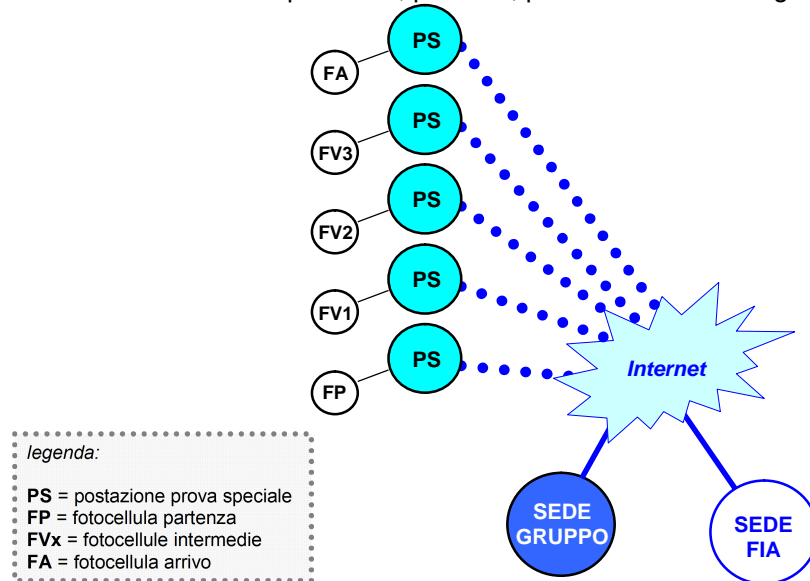 PS
FA
PS
FV3
PS
FV2
PS
FV1
PS
FP
Internet
legenda:
PS = postazione prova speciale
FP = fotocellula partenza
FVx = fotocellule intermedie
FA = fotocellula arrivo
SEDE
GRUPPO
SEDE
FIA